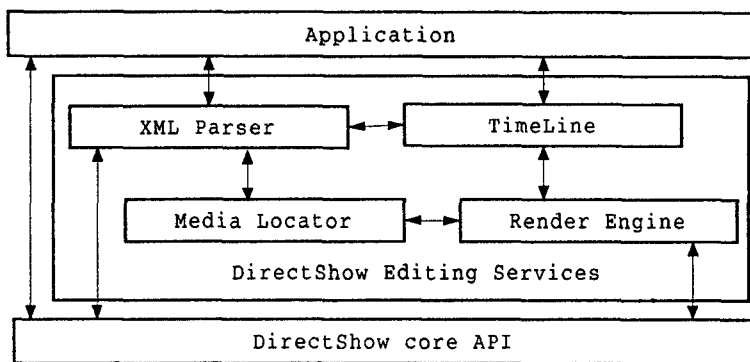 Application
XML Parser
TimeLine
Media Locator
Render Engine
DirectShow Editing Services
DirectShow core API